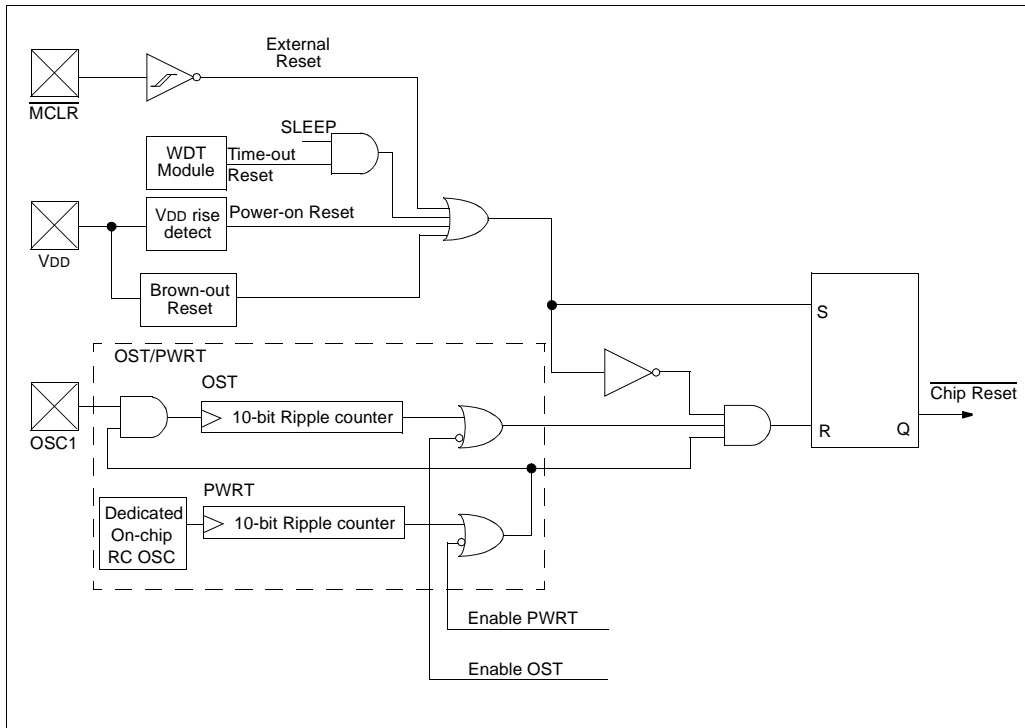 External
Reset
MCLR
SLEEP
WDT
Module
Time-out
Reset
VDD rise
detect
Power-on Reset
VDD
Brown-out
Reset
S
OST/PWRT
OST
Chip Reset
10-bit Ripple counter
OSC1
R
Q
PWRT
Dedicated
On-chip
RC OSC
10-bit Ripple counter
Enable PWRT
Enable OST